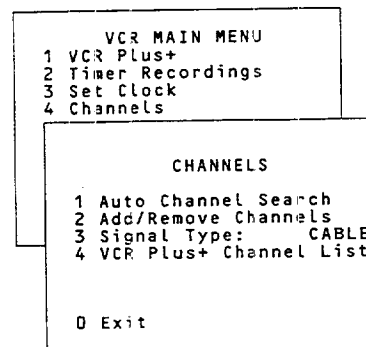 VCR MAIN MENU
1 VCR Plus+
2 Timer Recordings
3 Set Clock
4 Channels
CHANNELS
1 Auto Channel Search
2 Add/Remove Channels
3 Signal Type: CABLE
4 VCR Plus+ Channel List
0 Exit